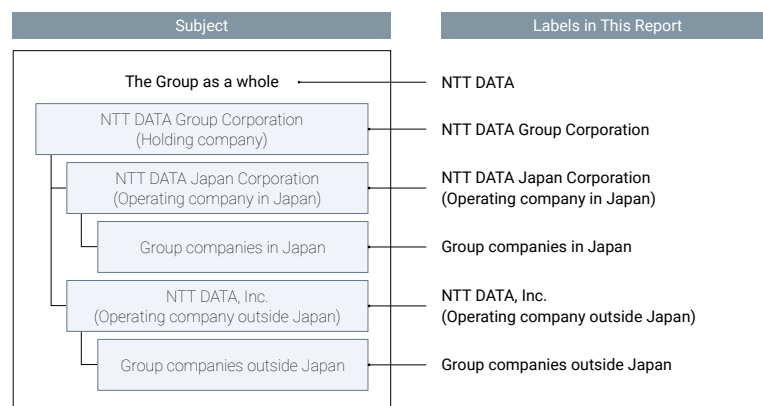 Subject
Labels in This Report
The Group as a whole
NTT DATA
NTT DATA Group Corporation
(Holding company)
NTT DATA Group Corporation
NTT DATA Japan Corporation
(Operating company in Japan)
NTT DATA Japan Corporation
(Operating company in Japan)
Group companies in Japan
Group companies in Japan
NTT DATA, Inc.
(Operating company outside Japan)
NTT DATA, Inc.
(Operating company outside Japan)
Group companies outside Japan
Group companies outside Japan